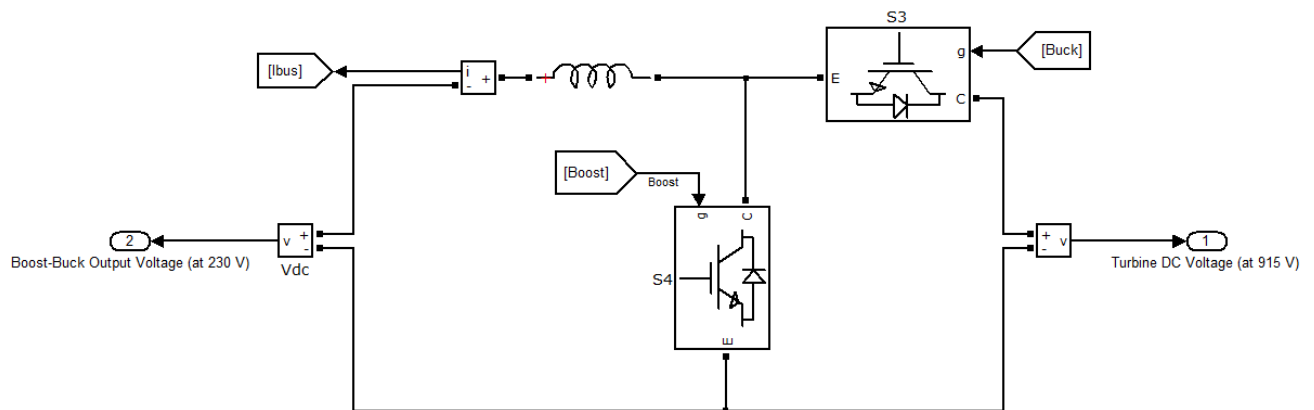 S3
[Ibus]
i
-
+
+
g
[Buck]
E
C
[Boost]
Boost
g
C
2
v
+
-
Vdc
Boost-Buck Output Voltage (at 230 V)
S4
E
+
-
v
1
Turbine DC Voltage (at 915 V)